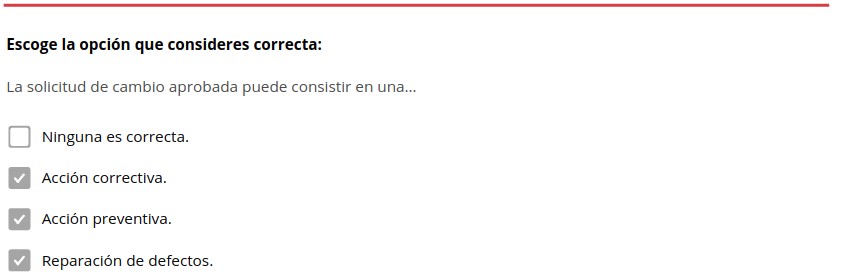 Escoge la opción que consideres correcta:
La solicitud de cambio aprobada puede consistir en una...
Ninguna es correcta.
Acción correctiva.
Acción preventiva.
Reparación de defectos.